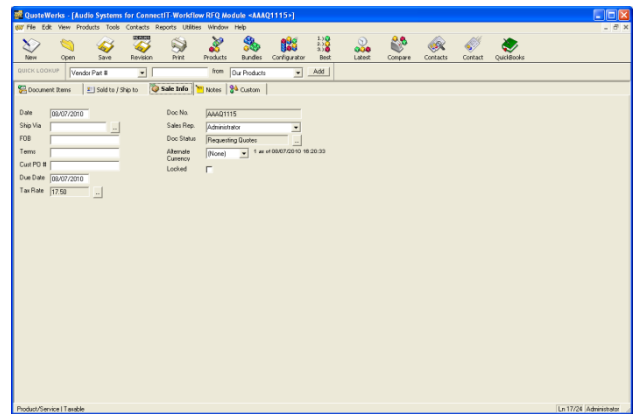 QuoteWerks - [Audio Systems for ConnectIT-Workflow RFQ Module <AAAQ1115>]
File Edit View Products Tools Contacts Reports Utilities Window Help
New Open Save Revision Print Products Bundles Configurator Best Latest Compare Contacts Contact QuickBooks
QUICK LOOKUP Vendor Part # from Our Products Add
Document Items Sold to / Ship to Sale Info Notes Custom
Date 08/07/2010 Doc No. AAAQ1115
Ship Via ... Sales Rep. Administrator
FOB Doc Status Requesting Quotes ...
Terms Alternate Currency (None) 1 as of 08/07/2010 18:20:33
Cust PO # Locked
Due Date 08/07/2010
Tax Rate 17.50 ...
Product/Service | Taxable Ln 17/24 Administrator